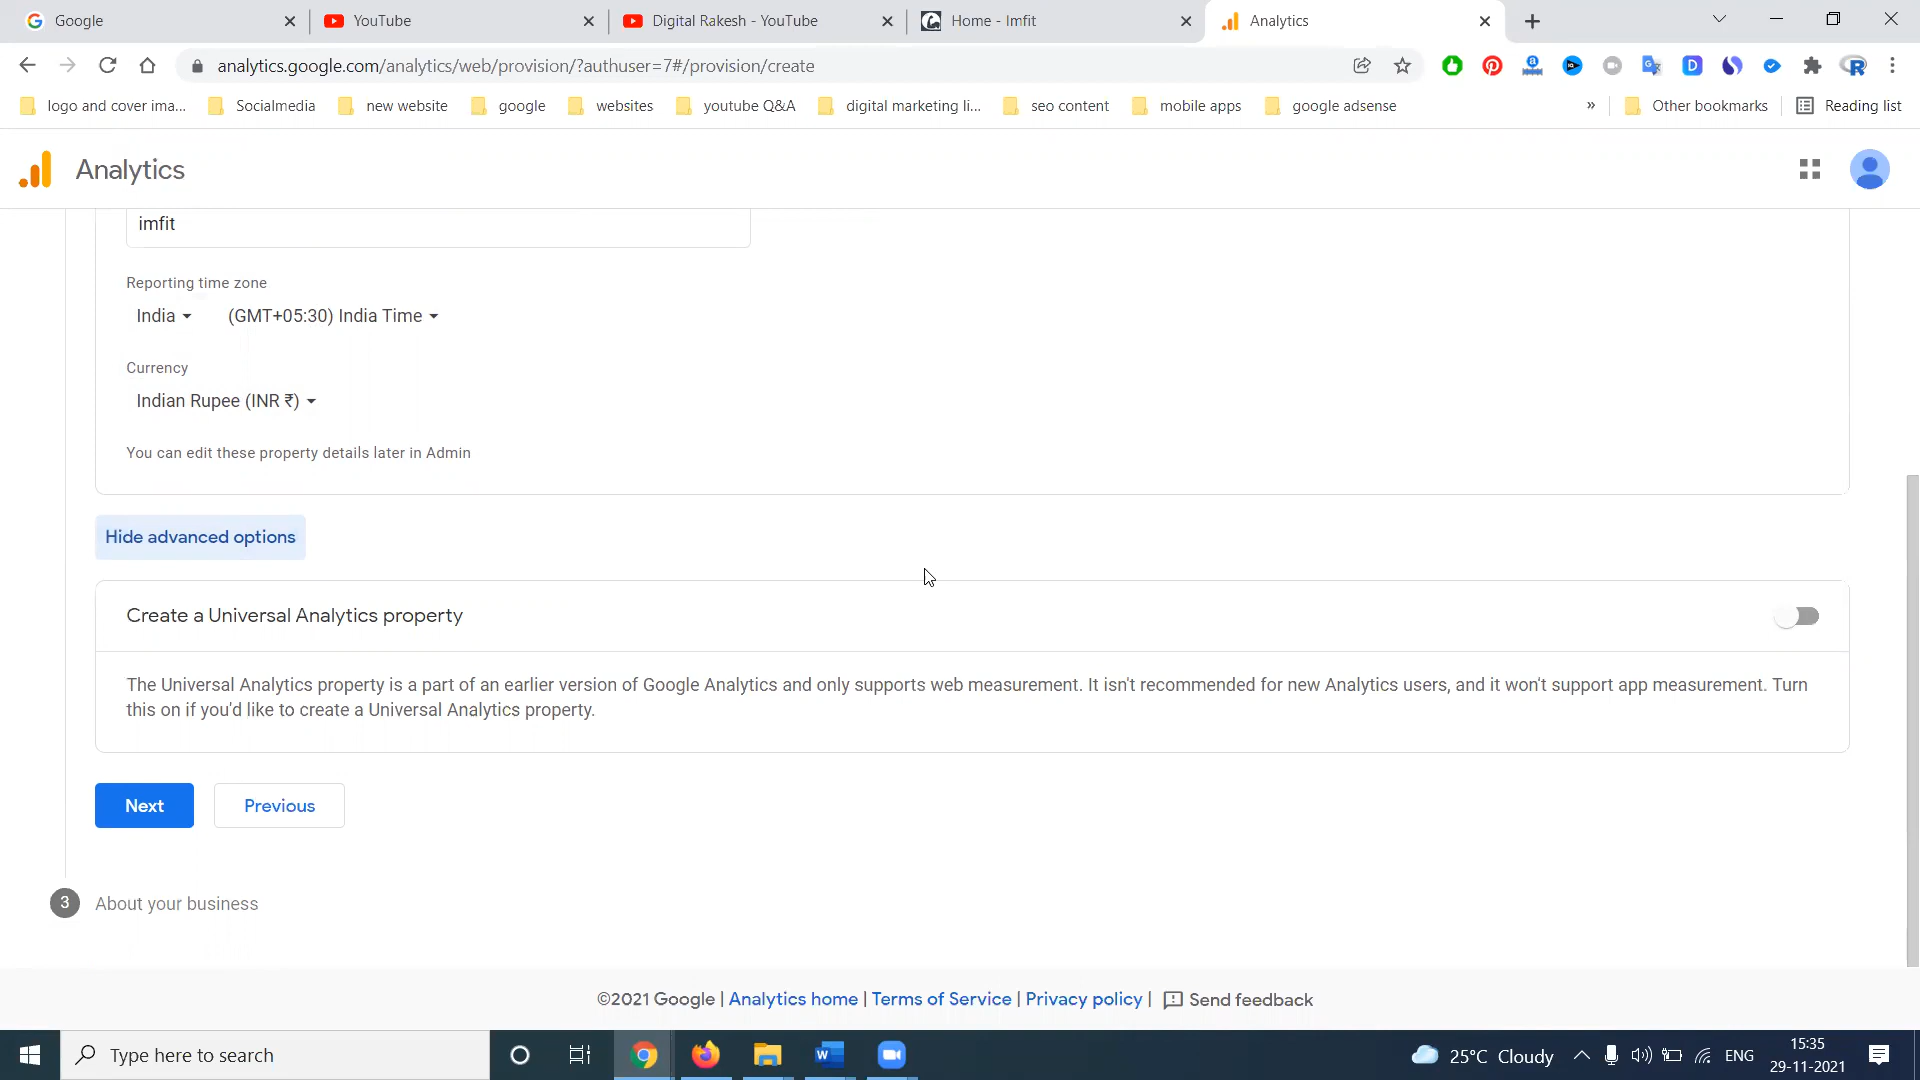 Google
YouTube
Digital Rakesh - YouTube
Home - Imfit
Analytics
analytics.google.com/analytics/web/provision/?authuser=7#/provision/create
logo and cover ima...
Socialmedia
new website
google
websites
youtube Q&A
digital marketing li...
seo content
mobile apps
google adsense
»
Other bookmarks
Reading list
Analytics
imfit
Reporting time zone
India
(GMT+05:30) India Time
Currency
Indian Rupee (INR ₹)
You can edit these property details later in Admin
Hide advanced options
Create a Universal Analytics property
The Universal Analytics property is a part of an earlier version of Google Analytics and only supports web measurement. It isn't recommended for new Analytics users, and it won't support app measurement. Turn
this on if you'd like to create a Universal Analytics property.
Next
Previous
3 About your business
©2021 Google | Analytics home | Terms of Service | Privacy policy | Send feedback
Type here to search
25°C Cloudy
ENG
15:35
29-11-2021